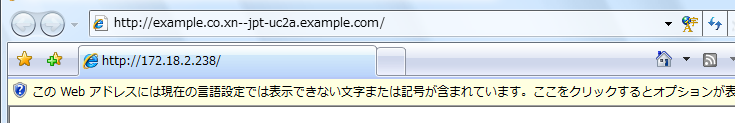 http://example.co.xn--jpt-uc2a.example.com/
http://172.18.2.238/
この Web アドレスには現在の言語設定では表示できない文字または記号が含まれています。ここをクリックするとオプションが表